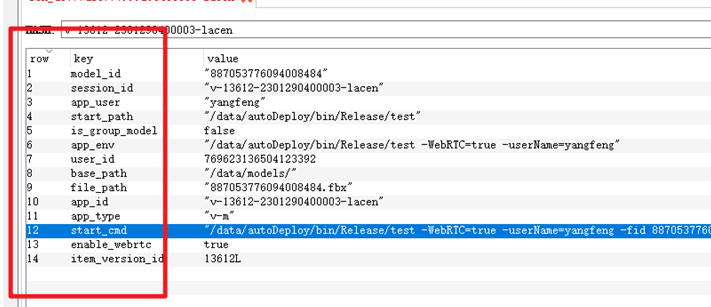 HASH: v-13612-2301290400003-lacen
row key value
1 model_id "887053776094008484"
2 session_id "v-13612-2301290400003-lacen"
3 app_user "yangfeng"
4 start_path "/data/autoDeploy/bin/Release/test"
5 is_group_model false
6 app_env "/data/autoDeploy/bin/Release/test -WebRTC=true -userName=yangfeng"
7 user_id 769623136504123392
8 base_path "/data/models/"
9 file_path "887053776094008484.fbx"
10 app_id "v-13612-2301290400003-lacen"
11 app_type "v-m"
12 start_cmd "/data/autoDeploy/bin/Release/test -WebRTC=true -userName=yangfeng -fid 8870537760
13 enable_webrtc true
14 item_version_id 13612L